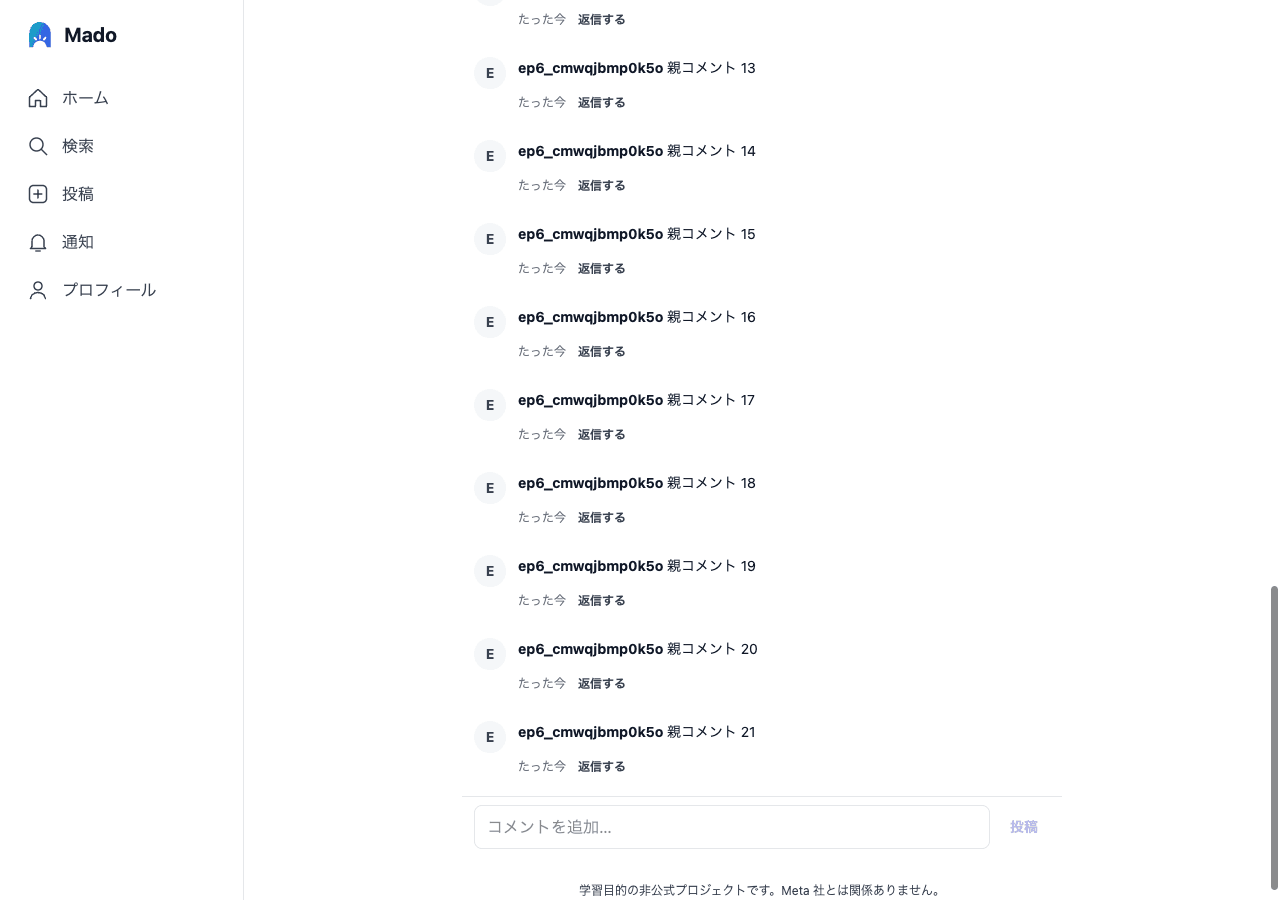 Mado
ホーム
検索
投稿
通知
プロフィール
たった今 返信する
E
ep6_cmwqjbmp0k5o 親コメント 13
たった今 返信する
E
ep6_cmwqjbmp0k5o 親コメント 14
たった今 返信する
E
ep6_cmwqjbmp0k5o 親コメント 15
たった今 返信する
E
ep6_cmwqjbmp0k5o 親コメント 16
たった今 返信する
E
ep6_cmwqjbmp0k5o 親コメント 17
たった今 返信する
E
ep6_cmwqjbmp0k5o 親コメント 18
たった今 返信する
E
ep6_cmwqjbmp0k5o 親コメント 19
たった今 返信する
E
ep6_cmwqjbmp0k5o 親コメント 20
たった今 返信する
E
ep6_cmwqjbmp0k5o 親コメント 21
たった今 返信する
コメントを追加... 投稿
学習目的の非公式プロジェクトです。Meta 社とは関係ありません。